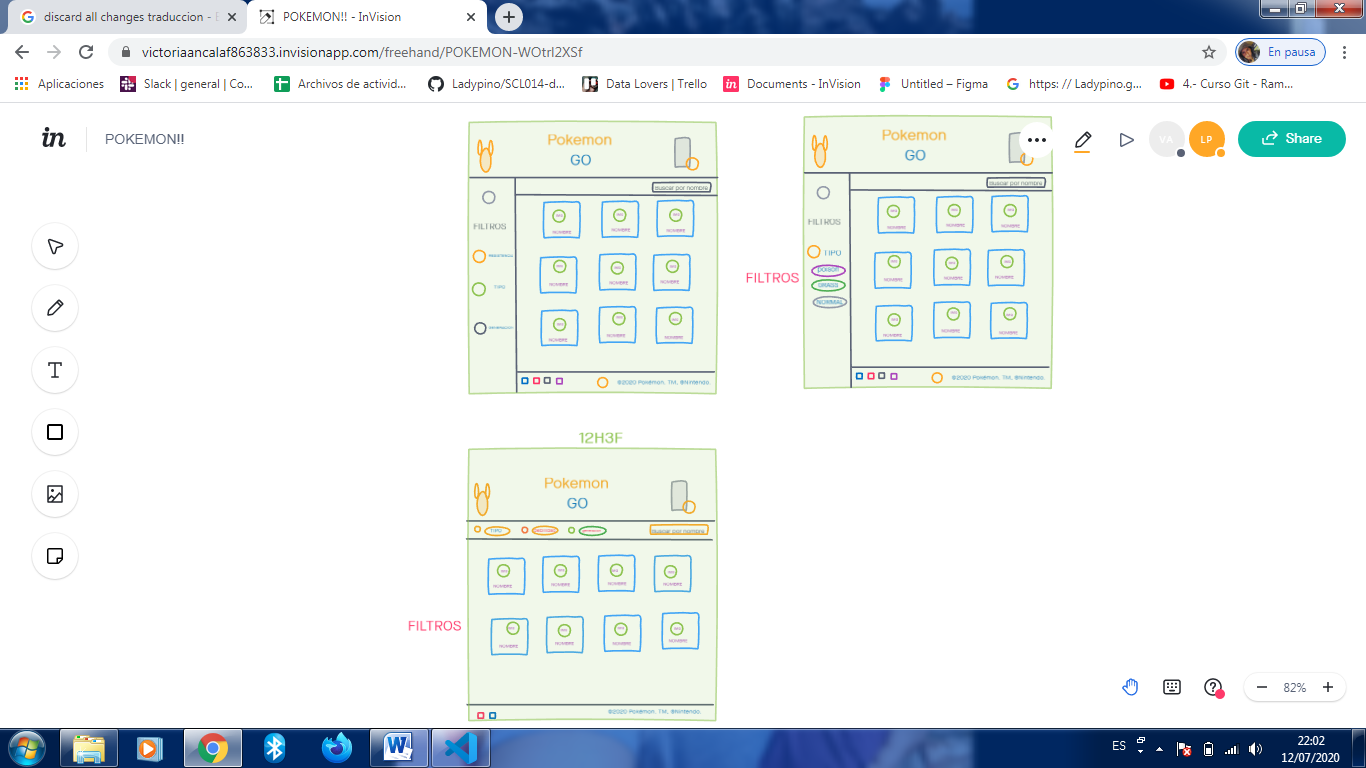 discard all changes traduccion - B
POKEMON!! - InVision
victoriaancalaf863833.invisionapp.com/freehand/POKEMON-WOtrI2XSf
En pausa
Aplicaciones
Slack | general | Co...
Archivos de activid...
Ladypino/SCL014-d...
Data Lovers | Trello
Documents - InVision
Untitled – Figma
https:// Ladypino.g...
4.- Curso Git - Ram...
in
POKEMON!!
VA
LP
Share
Pokemon
GO
Buscar por nombre
FILTROS
TIPO
NOMBRE NOMBRE NOMBRE
NOMBRE NOMBRE NOMBRE
NOMBRE NOMBRE NOMBRE
©2020 Pokémon. TM, ®Nintendo.
FILTROS
Pokemon
GO
Buscar por nombre
FILTROS
TIPO
poison
GRASS
NORMAL
NOMBRE NOMBRE NOMBRE
NOMBRE NOMBRE NOMBRE
NOMBRE NOMBRE NOMBRE
©2020 Pokémon. TM, ®Nintendo.
12H3F
FILTROS
Pokemon
GO
TIPO
Buscar por nombre
NOMBRE NOMBRE NOMBRE NOMBRE
NOMBRE NOMBRE NOMBRE NOMBRE
©2020 Pokémon. TM, ®Nintendo.
82%
ES
22:02
12/07/2020